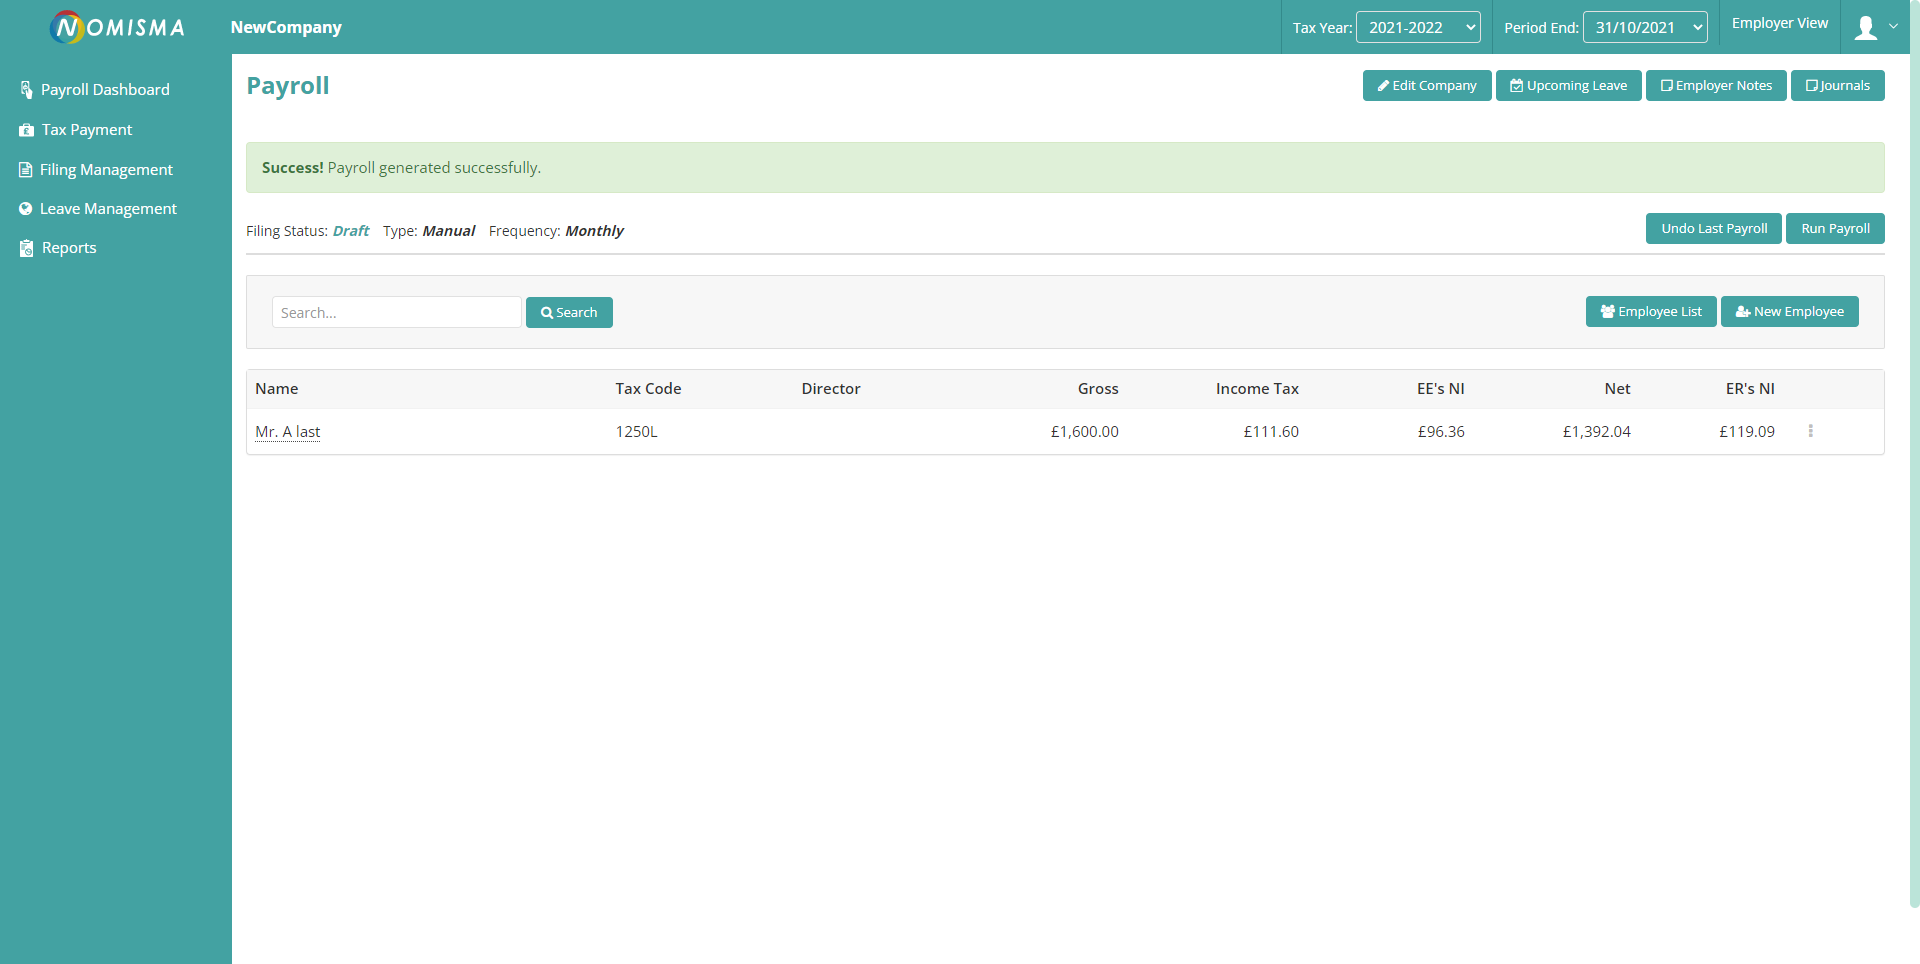 NOMISMA
NewCompany
Tax Year: 2021-2022
Period End: 31/10/2021
Employer View
Payroll Dashboard
Tax Payment
Filing Management
Leave Management
Reports
Payroll
Edit Company
Upcoming Leave
Employer Notes
Journals
Success! Payroll generated successfully.
Filing Status: Draft Type: Manual Frequency: Monthly
Undo Last Payroll
Run Payroll
Search...
Search
Employee List
New Employee
Name Tax Code Director Gross Income Tax EE's NI Net ER's NI
Mr. A last 1250L £1,600.00 £111.60 £96.36 £1,392.04 £119.09